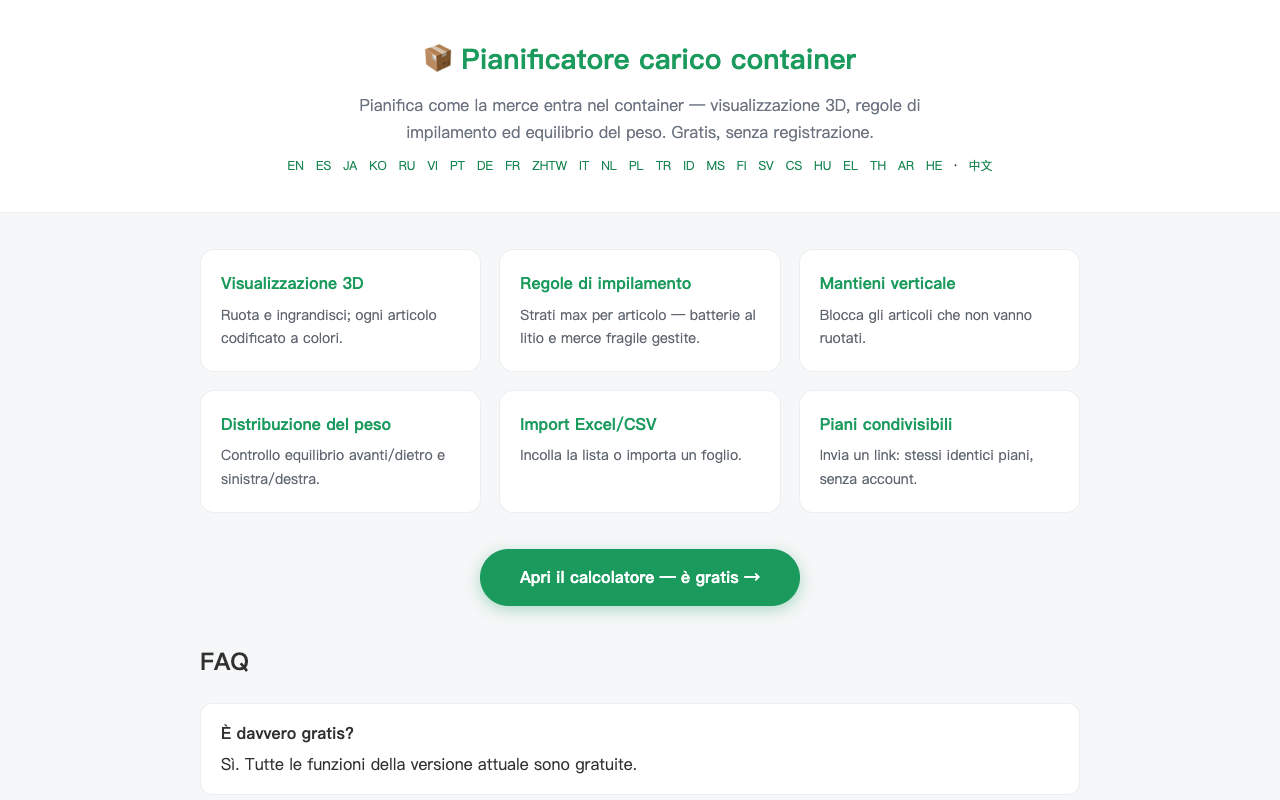 📦 Pianificatore carico container
Pianifica come la merce entra nel container — visualizzazione 3D, regole di
impilamento ed equilibrio del peso. Gratis, senza registrazione.
EN ES JA KO RU VI PT DE FR ZHTW IT NL PL TR ID MS FI SV CS HU EL TH AR HE · 中文
Visualizzazione 3D
Ruota e ingrandisci; ogni articolo
codificato a colori.
Regole di impilamento
Strati max per articolo — batterie al
litio e merce fragile gestite.
Mantieni verticale
Blocca gli articoli che non vanno
ruotati.
Distribuzione del peso
Controllo equilibrio avanti/dietro e
sinistra/destra.
Import Excel/CSV
Incolla la lista o importa un foglio.
Piani condivisibili
Invia un link: stessi identici piani,
senza account.
Apri il calcolatore — è gratis →
FAQ
È davvero gratis?
Sì. Tutte le funzioni della versione attuale sono gratuite.